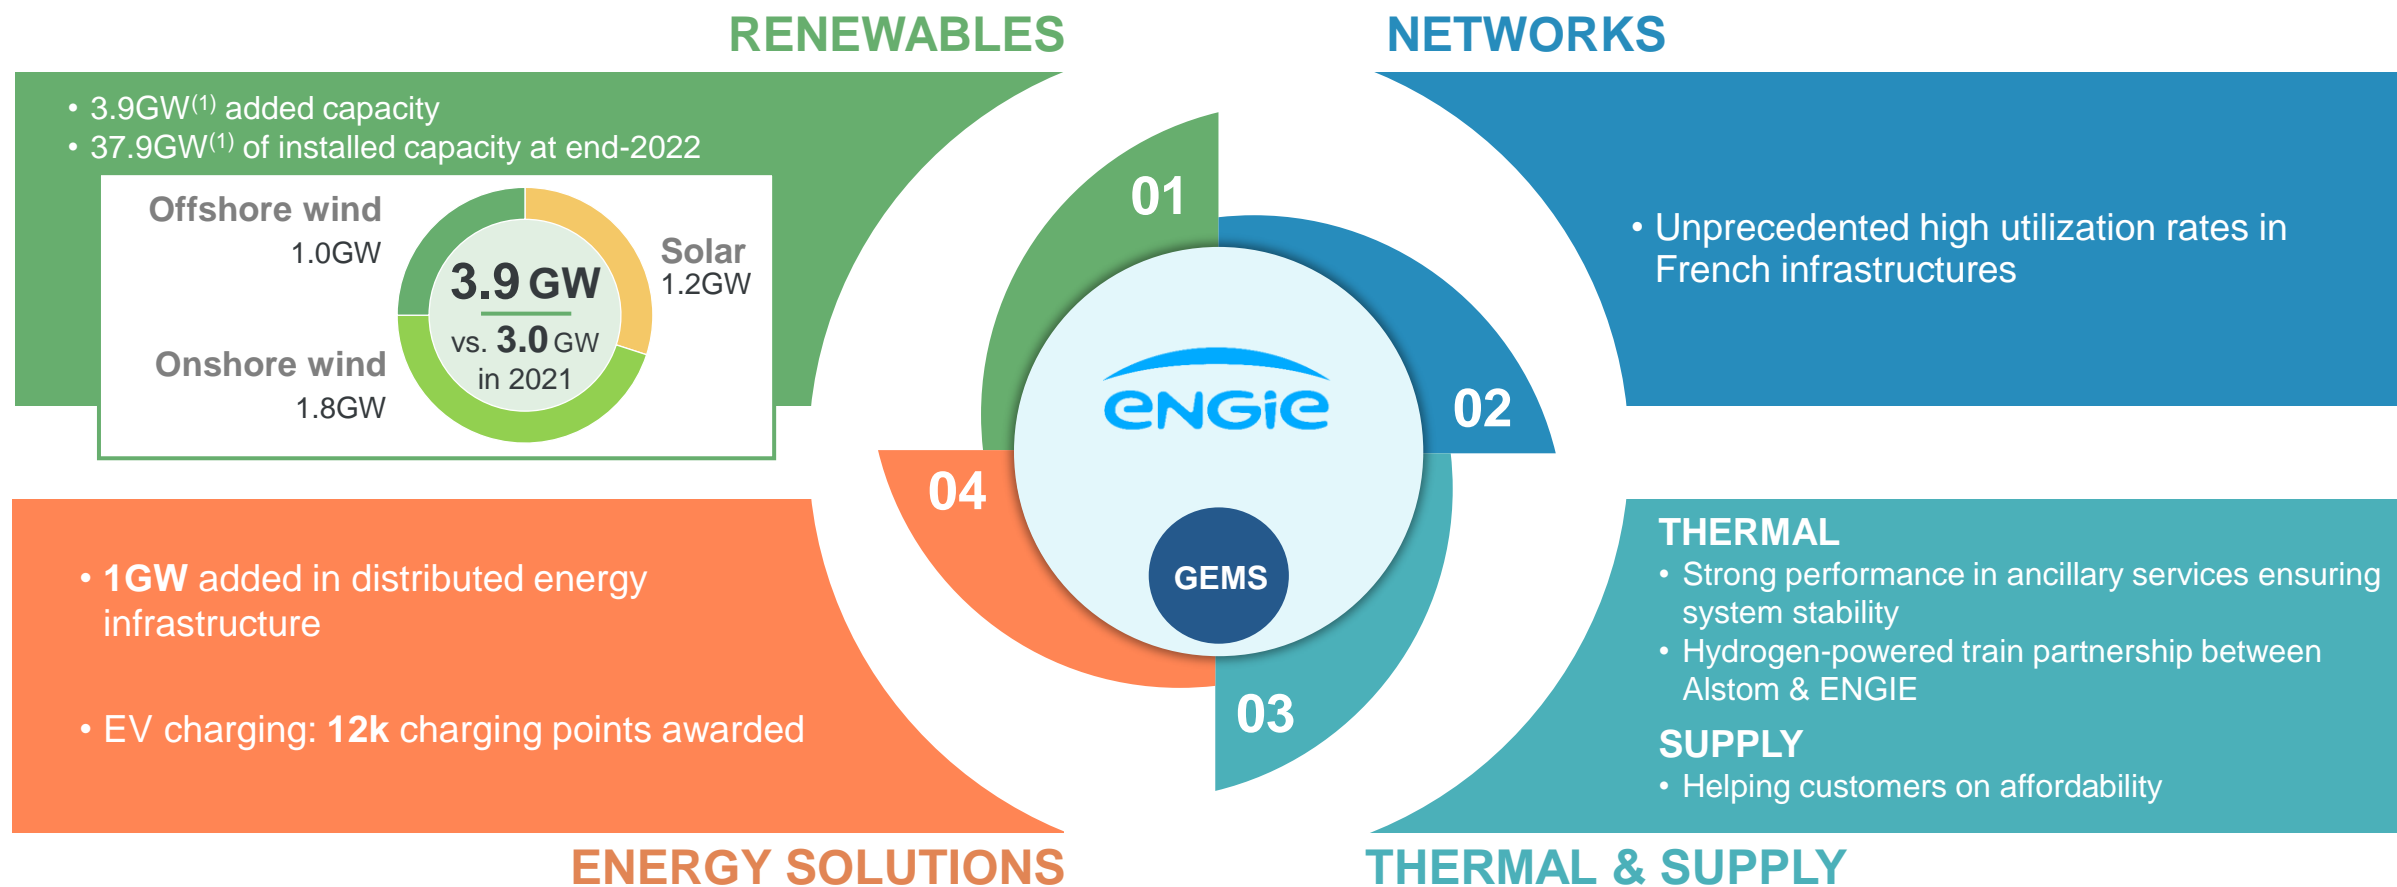 RENEWABLES
• 3.9GW(1) added capacity
• 37.9GW(1) of installed capacity at end-2022
Offshore wind
1.0GW
Solar
1.2GW
Onshore wind
1.8GW
3.9 GW
vs. 3.0 GW
in 2021
NETWORKS
• Unprecedented high utilization rates in
French infrastructures
01
02
03
04
ENGiE
GEMS
• 1GW added in distributed energy
infrastructure
• EV charging: 12k charging points awarded
ENERGY SOLUTIONS
THERMAL
• Strong performance in ancillary services ensuring
system stability
• Hydrogen-powered train partnership between
Alstom & ENGIE
SUPPLY
• Helping customers on affordability
THERMAL & SUPPLY